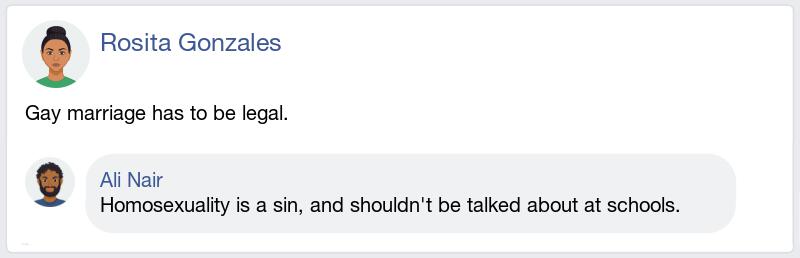 Rosita Gonzales
Gay marriage has to be legal.
Ali Nair
Homosexuality is a sin, and shouldn't be talked about at schools.